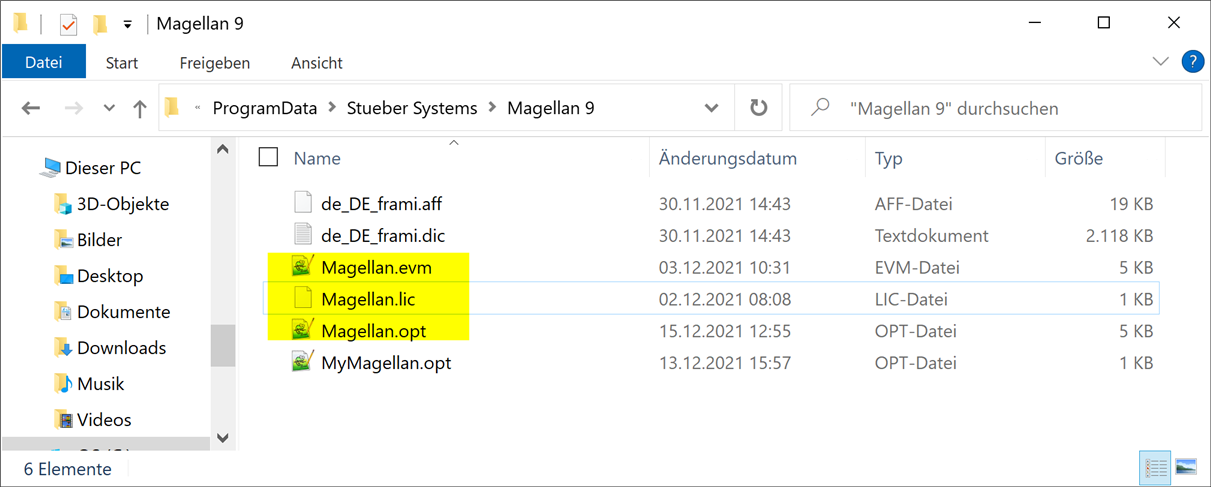 Magellan 9
Datei Start Freigeben Ansicht ?
« ProgramData > Stueber Systems > Magellan 9 "Magellan 9" durchsuchen
Dieser PC
3D-Objekte
Bilder
Desktop
Dokumente
Downloads
Musik
Videos
Name Änderungsdatum Typ Größe
de_DE_frami.aff 30.11.2021 14:43 AFF-Datei 19 KB
de_DE_frami.dic 30.11.2021 14:43 Textdokument 2.118 KB
Magellan.evm 03.12.2021 10:31 EVM-Datei 5 KB
Magellan.lic 02.12.2021 08:08 LIC-Datei 1 KB
Magellan.opt 15.12.2021 12:55 OPT-Datei 5 KB
MyMagellan.opt 13.12.2021 15:57 OPT-Datei 1 KB
6 Elemente